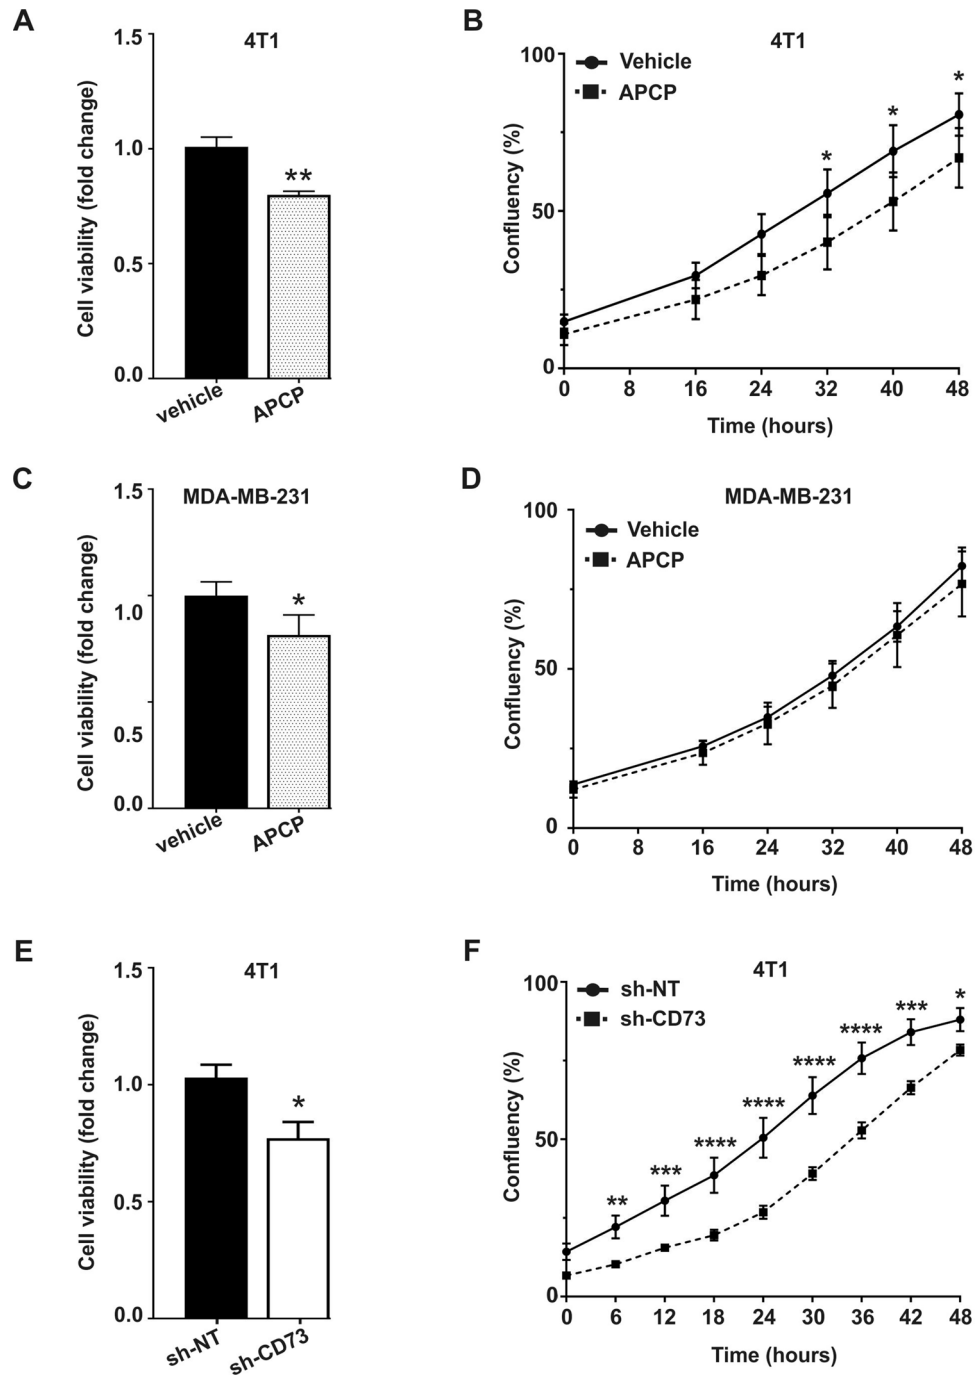 A
4T1
Cell viability (fold change)
1.5
1.0
0.5
0.0
**
vehicle
APCP
B
4T1
Vehicle
APCP
Confluency (%)
100
50
0
*
*
*
0 8 16 24 32 40 48
Time (hours)
C
MDA-MB-231
Cell viability (fold change)
1.5
1.0
0.5
0.0
*
vehicle
APCP
D
MDA-MB-231
Vehicle
APCP
Confluency (%)
100
50
0
0 8 16 24 32 40 48
Time (hours)
E
4T1
Cell viability (fold change)
1.5
1.0
0.5
0.0
*
sh-NT
sh-CD73
F
4T1
sh-NT
sh-CD73
Confluency (%)
100
50
0
**
***
****
****
****
****
***
*
0 6 12 18 24 30 36 42 48
Time (hours)